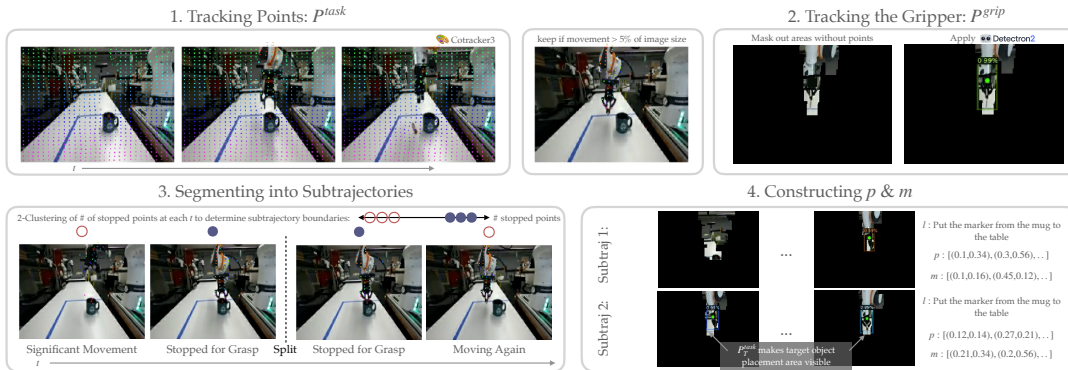 1. Tracking Points: P^task
Cotracker3
t
keep if movement > 5% of image size
2. Tracking the Gripper: P^grip
Mask out areas without points
Apply Detectron2
0.99%
3. Segmenting into Subtrajectories
2-Clustering of # of stopped points at each t to determine subtrajectory boundaries:
# stopped points
Significant Movement
Stopped for Grasp
Split
Stopped for Grasp
Moving Again
t
4. Constructing p & m
Subtraj 1:
...
l : Put the marker from the mug to
the table
p : [(0.1,0.34), (0.3,0.56), . . ]
m : [(0.1,0.16), (0.45,0.12), . . ]
Subtraj 2:
...
l : Put the marker from the mug to
the table
p : [(0.12,0.14), (0.27,0.21), . . ]
m : [(0.21,0.34), (0.2,0.56), . . ]
P_T^task makes target object
placement area visible